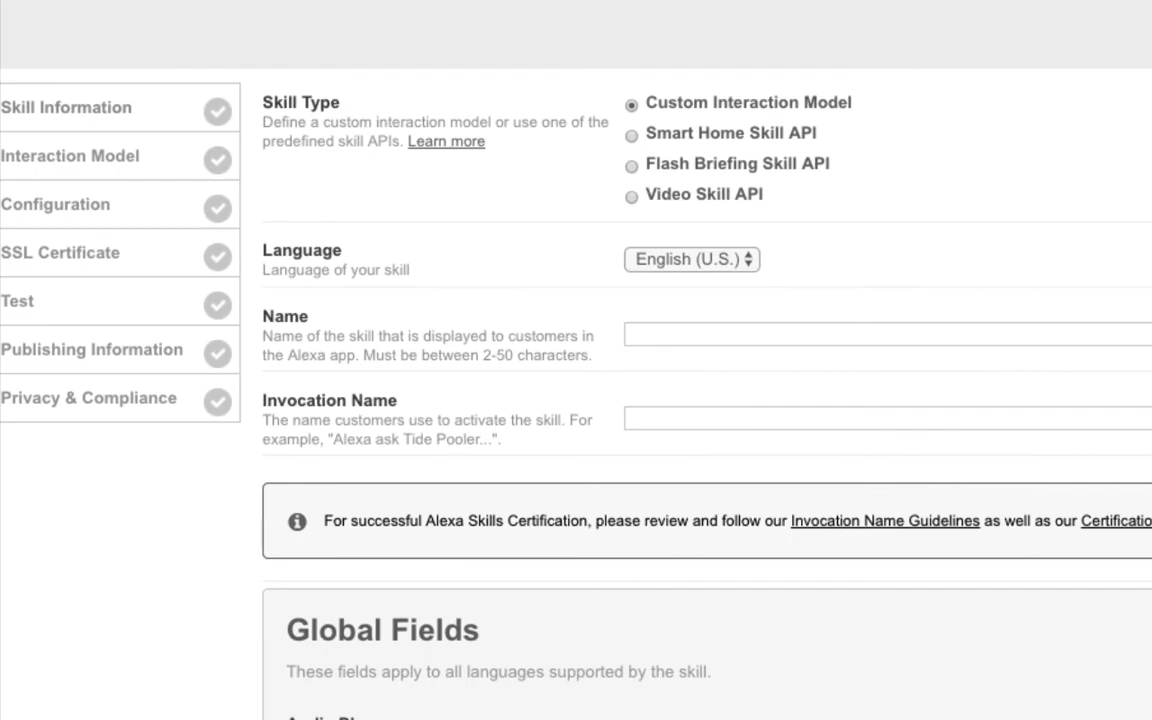 Skill Information
Interaction Model
Configuration
SSL Certificate
Test
Publishing Information
Privacy & Compliance
Skill Type
Define a custom interaction model or use one of the
predefined skill APIs. Learn more
Custom Interaction Model
Smart Home Skill API
Flash Briefing Skill API
Video Skill API
Language
Language of your skill
English (U.S.)
Name
Name of the skill that is displayed to customers in
the Alexa app. Must be between 2-50 characters.
Invocation Name
The name customers use to activate the skill. For
example, "Alexa ask Tide Pooler...".
For successful Alexa Skills Certification, please review and follow our Invocation Name Guidelines as well as our
Global Fields
These fields apply to all languages supported by the skill.